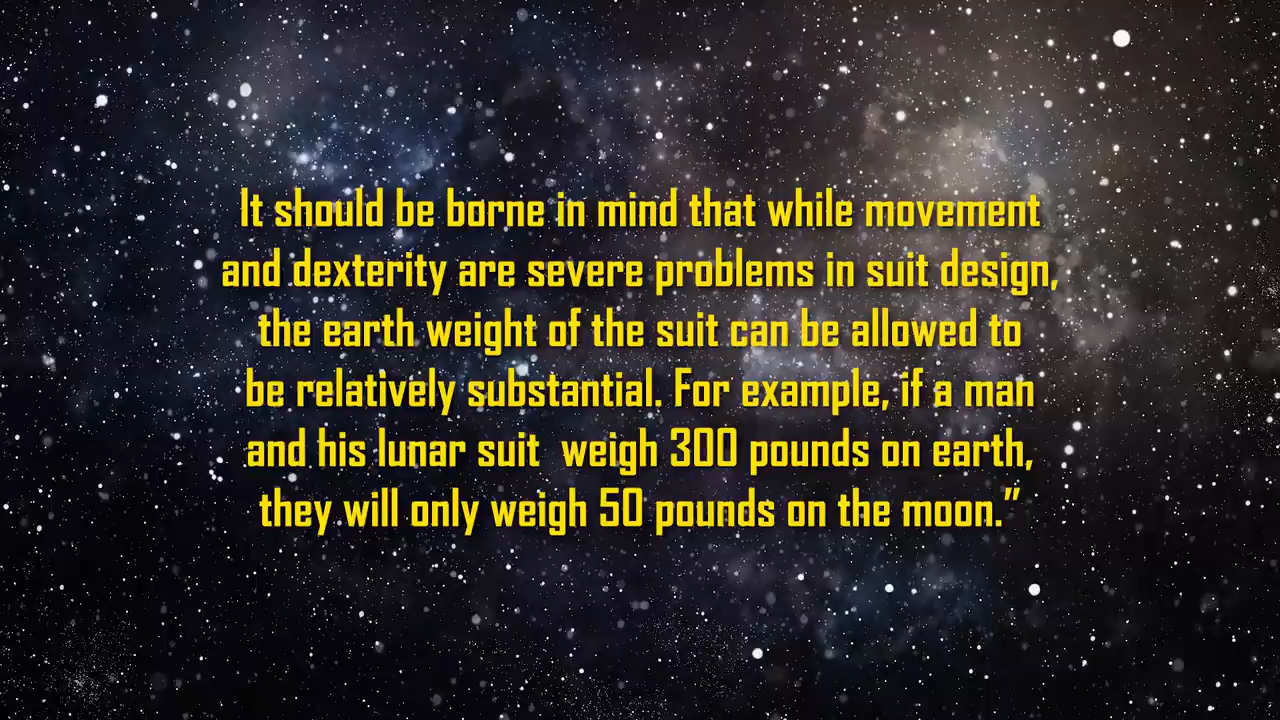 It should be borne in mind that while movement
and dexterity are severe problems in suit design,
the earth weight of the suit can be allowed to
be relatively substantial. For example, if a man
and his lunar suit  weigh 300 pounds on earth,
they will only weigh 50 pounds on the moon.”